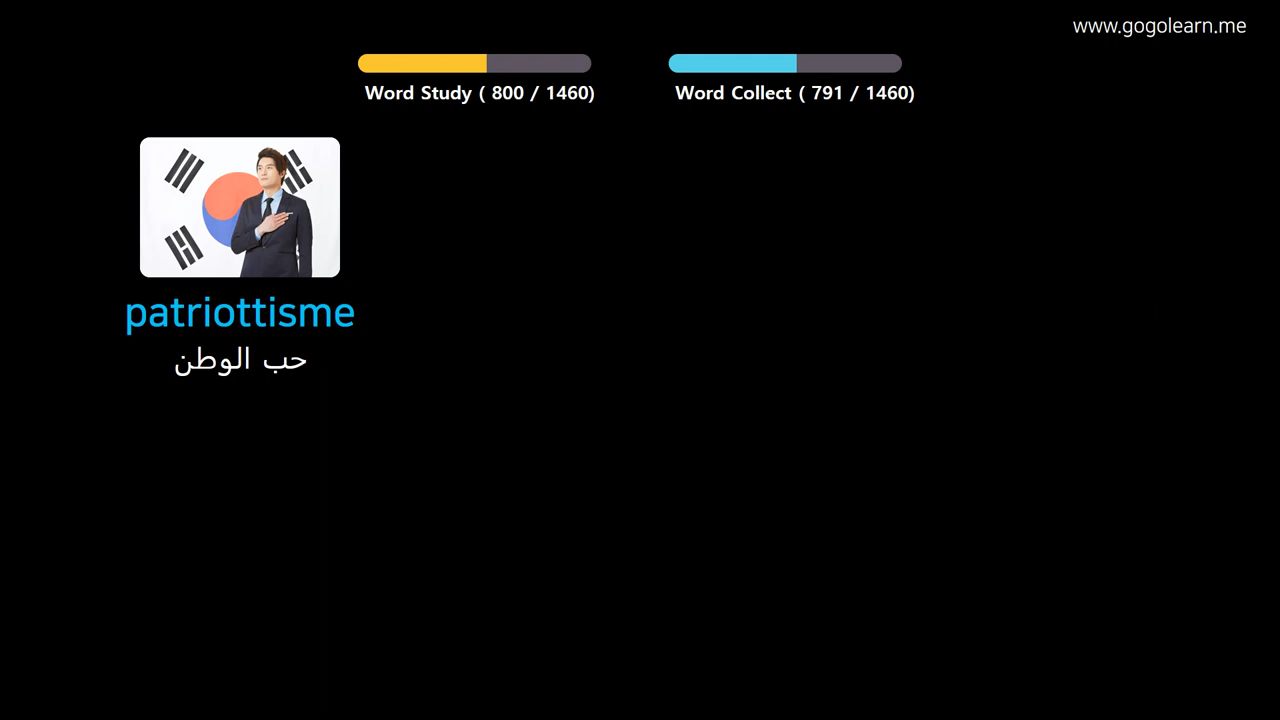 www.gogolearn.me
Word Study ( 800 / 1460)
Word Collect ( 791 / 1460)
patriottisme
حب الوطن